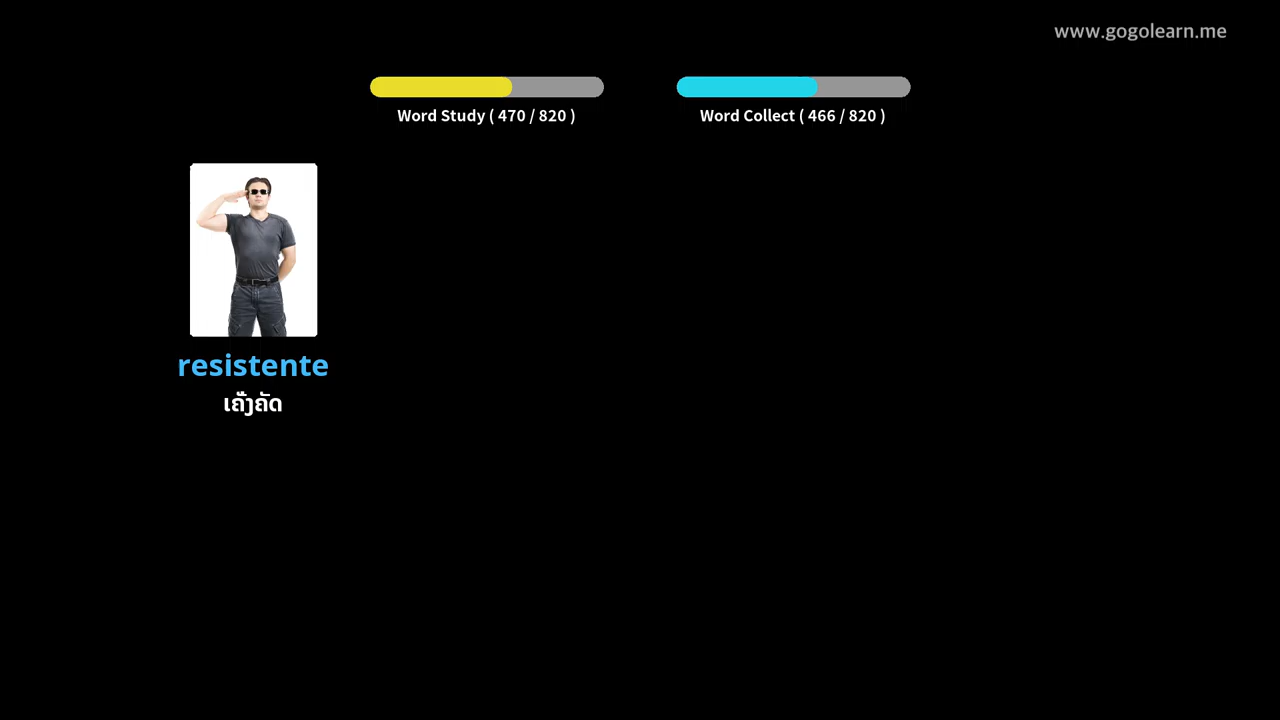 www.gogolearn.me
Word Study ( 470 / 820 )
Word Collect ( 466 / 820 )
resistente
ເຄັ່ງຄັດ